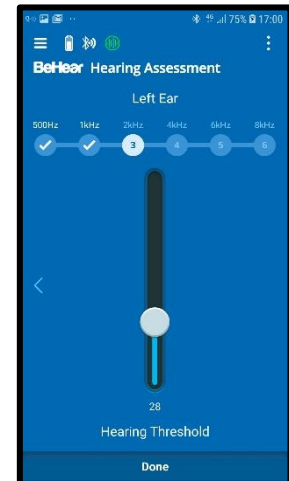 75% 17:00
BeHear Hearing Assessment
Left Ear
500Hz 1kHz 2kHz 4kHz 6kHz 8kHz
3 4 5 6
28
Hearing Threshold
Done